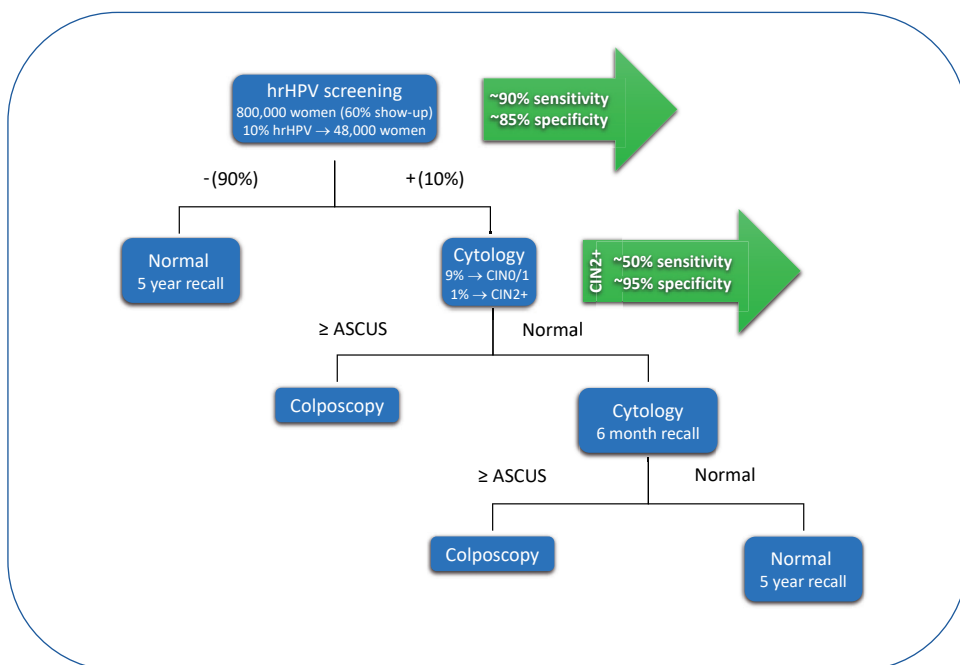 hrHPV screening
800,000 women (60% show-up)
10% hrHPV → 48,000 women
~90% sensitivity
~85% specificity
- (90%)
+ (10%)
Normal
5 year recall
Cytology
9% → CIN0/1
1% → CIN2+
CIN2+
~50% sensitivity
~95% specificity
≥ ASCUS
Normal
Colposcopy
Cytology
6 month recall
≥ ASCUS
Normal
Colposcopy
Normal
5 year recall